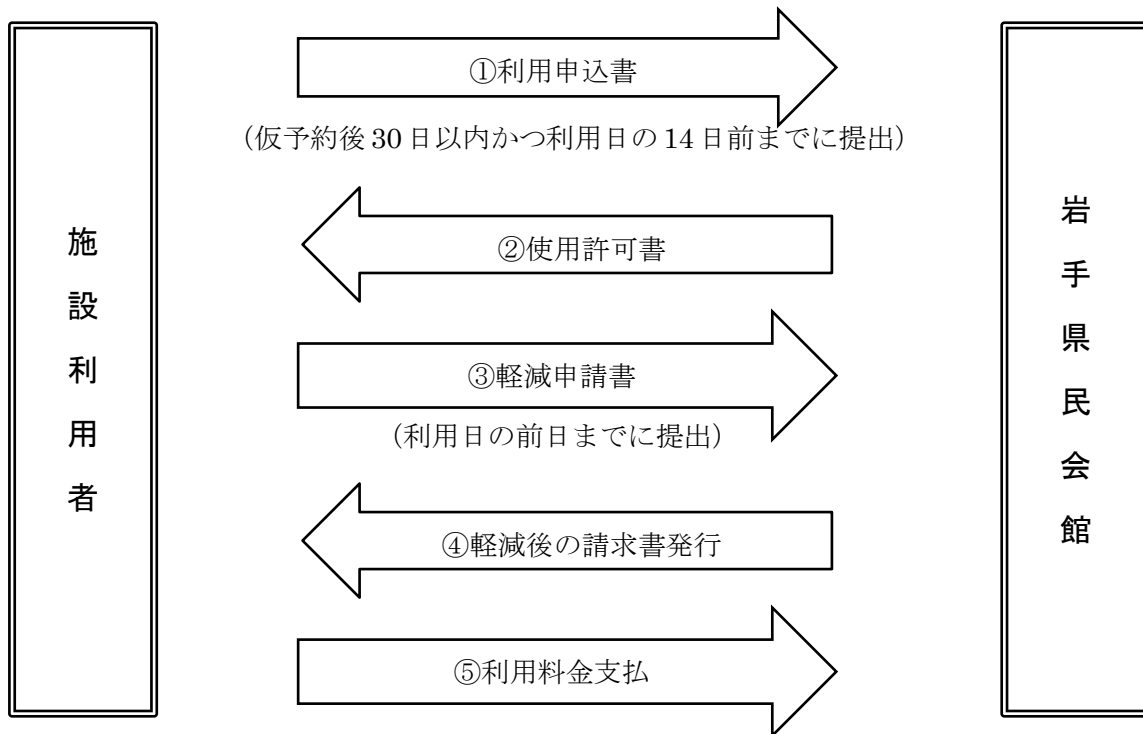 施設利用者
①利用申込書
(仮予約後 30 日以内かつ利用日の 14 日前までに提出)
②使用許可書
③軽減申請書
(利用日の前日までに提出)
④軽減後の請求書発行
⑤利用料金支払
岩手県民会館